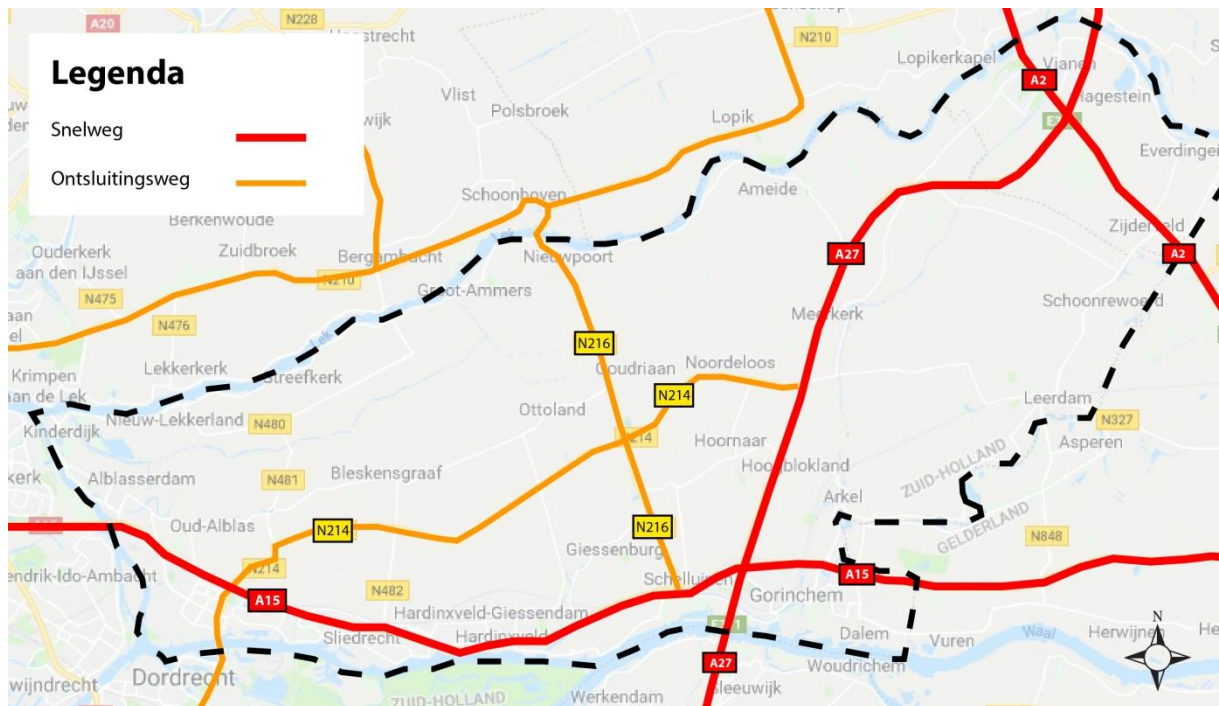 Legenda
Snelweg
Ontsluitingsweg
A20
N228
N210
Lopikerkapel
Vianen
A2
Hagestein
Vlist
Polsbroek
Lopik
Everdingen
Schoonhoven
Ameide
Berkenwoude
Zuidbroek
Bergambacht
Lek
Nieuwpoort
Zijderveld
Ouderkerk
aan den IJssel
N210
A27
A2
N475
Groot-Ammers
Schoonrewoerd
N476
Meerkerk
Lek
N216
Krimpen
aan de Lek
Lekkerkerk
Streefkerk
Goudriaan
Noordeloos
N214
Leerdam
Nieuw-Lekkerland
Ottoland
N327
Kinderdijk
N480
N214
Hoornaar
Asperen
Alblasserdam
N481
Bleskensgraaf
Hoogblokland
ZUID-HOLLAND
Arkel
Oud-Alblas
N214
N216
GELDERLAND
Giessenburg
N848
N214
Schelluinen
A15
A15
N482
Gorinchem
Hardinxveld-Giessendam
Sliedrecht
Hardinxveld
Dalem
Vuren
Waal
Herwijnen
N
Dordrecht
Woudrichem
A27
Sleeuwijk
ZUID-HOLLAND
Werkendam